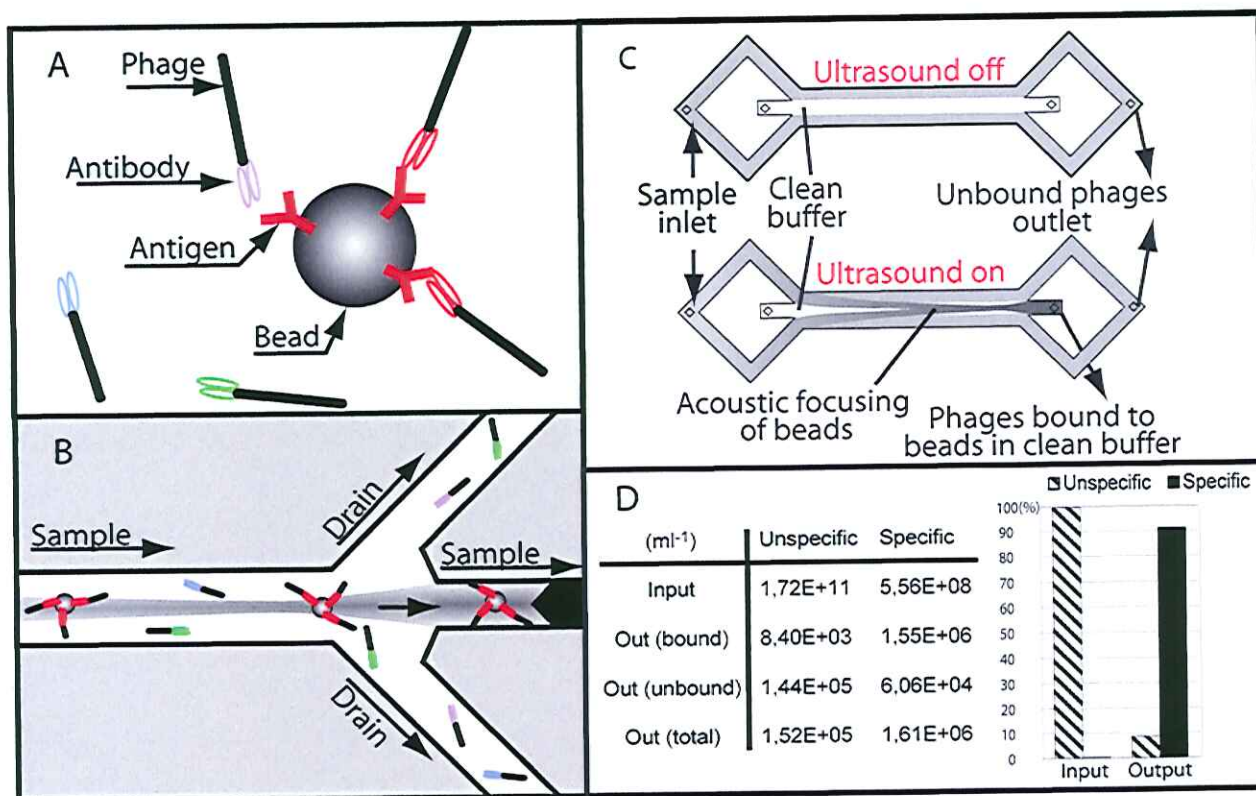 A
Phage
Antibody
Antigen
Bead
B
Sample
Drain
Sample
Drain
C
Ultrasound off
Sample
inlet
Clean
buffer
Unbound phages
outlet
Ultrasound on
Acoustic focusing
of beads
Phages bound to
beads in clean buffer
D
(ml-1) Unspecific Specific
Input 1,72E+11 5,56E+08
Out (bound) 8,40E+03 1,55E+06
Out (unbound) 1,44E+05 6,06E+04
Out (total) 1,52E+05 1,61E+06
Unspecific Specific
100(%)
90
80
70
60
50
40
30
20
10
0
Input Output